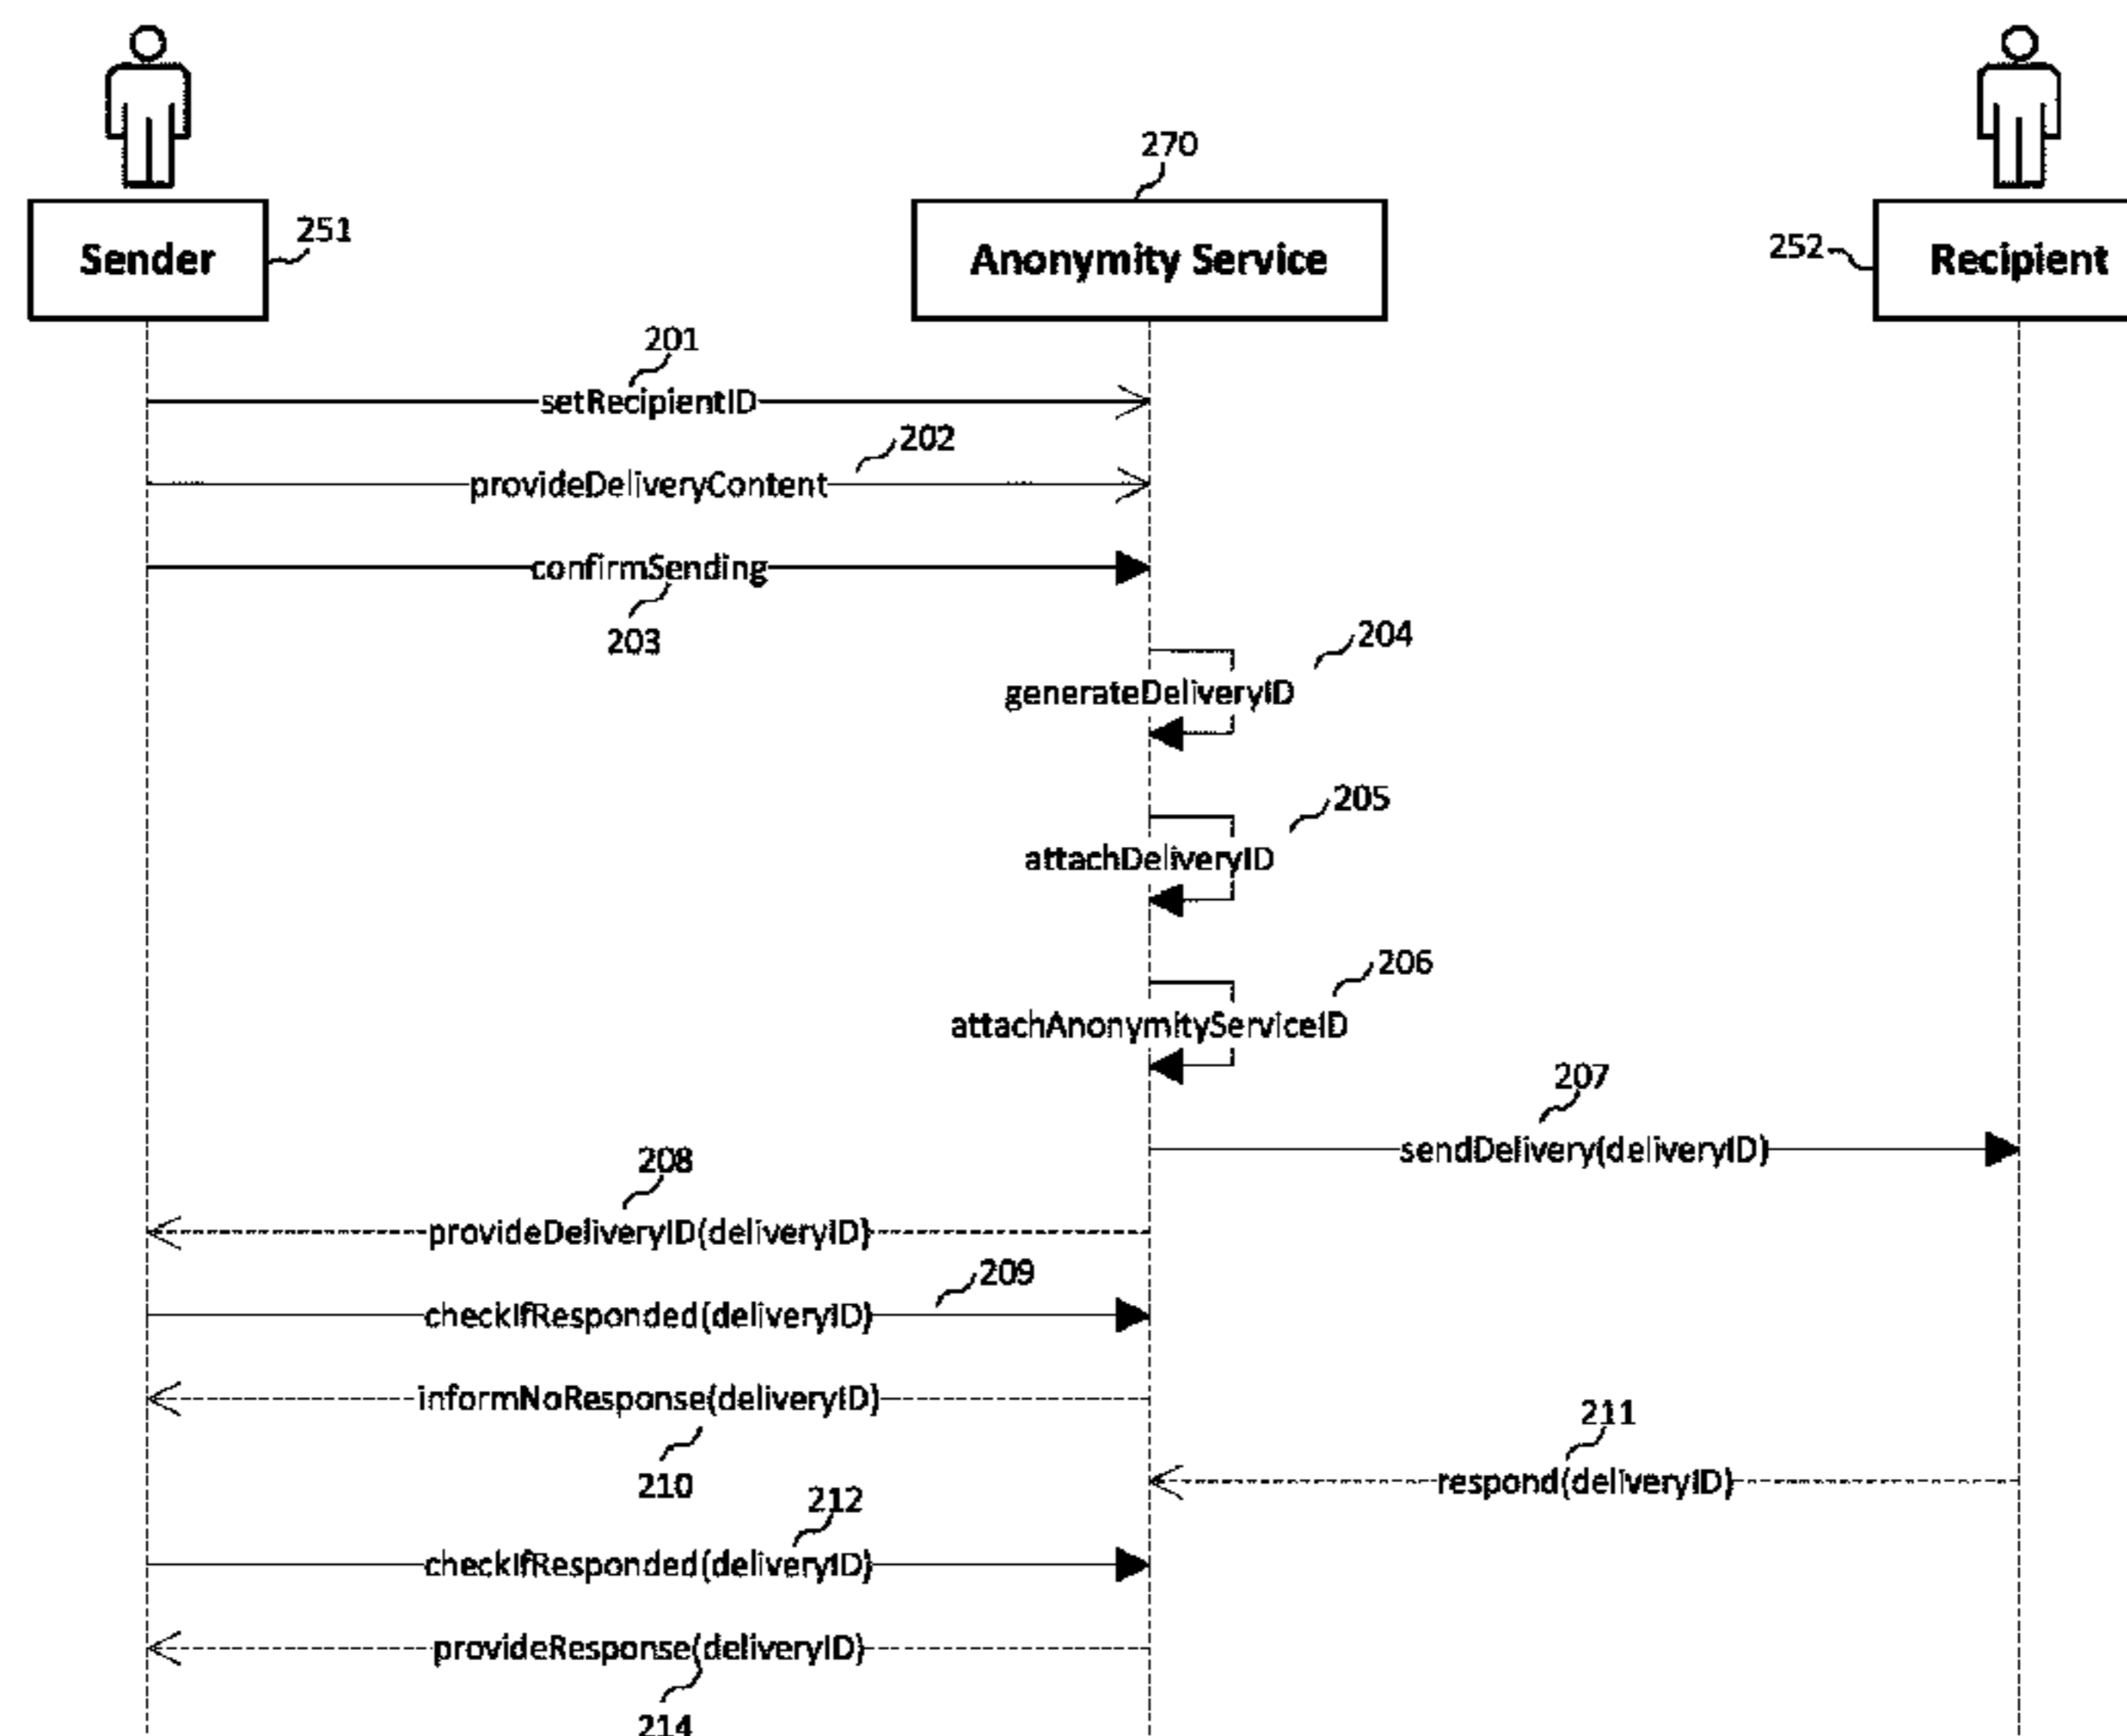 270
Sender
251
Anonymity Service
252
Recipient
201
setRecipientID
202
provideDeliveryContent
confirmSending
203
204
generateDeliveryID
205
attachDeliveryID
206
attachAnonymityServiceID
207
sendDelivery(deliveryID)
208
provideDeliveryID(deliveryID)
209
checkIfResponded(deliveryID)
informNoResponse(deliveryID)
210
211
respond(deliveryID)
212
checkIfResponded(deliveryID)
provideResponse(deliveryID)
214